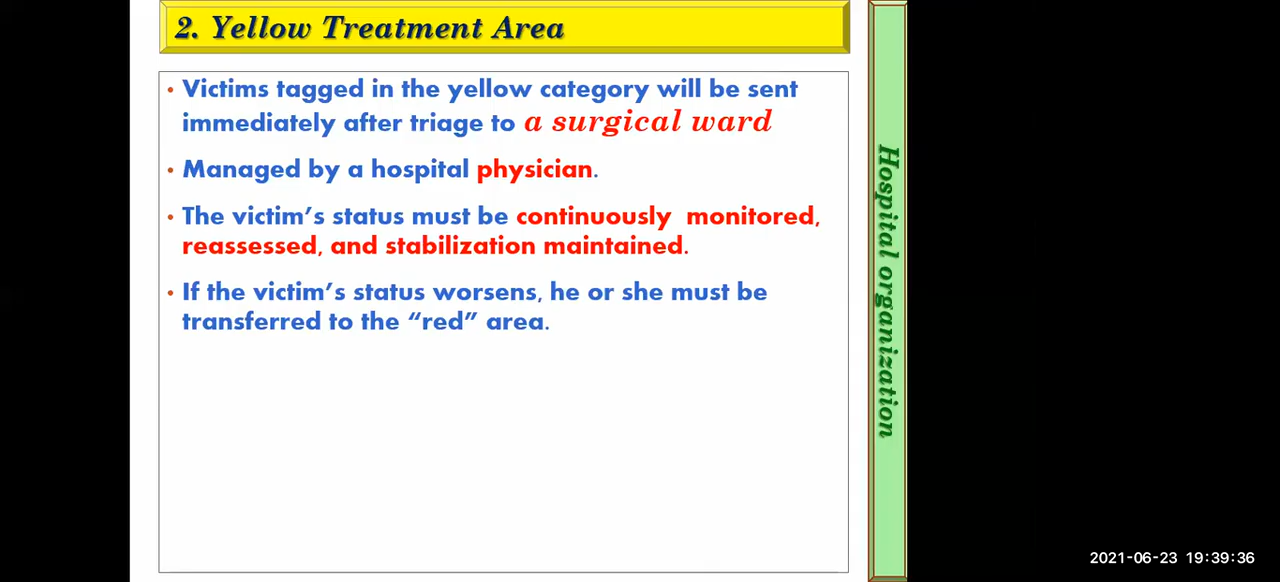 2. Yellow Treatment Area
• Victims tagged in the yellow category will be sent
immediately after triage to a surgical ward
• Managed by a hospital physician.
• The victim’s status must be continuously  monitored,
reassessed, and stabilization maintained.
• If the victim’s status worsens, he or she must be
transferred to the “red” area.
Hospital organization
2021-06-23 19:39:36